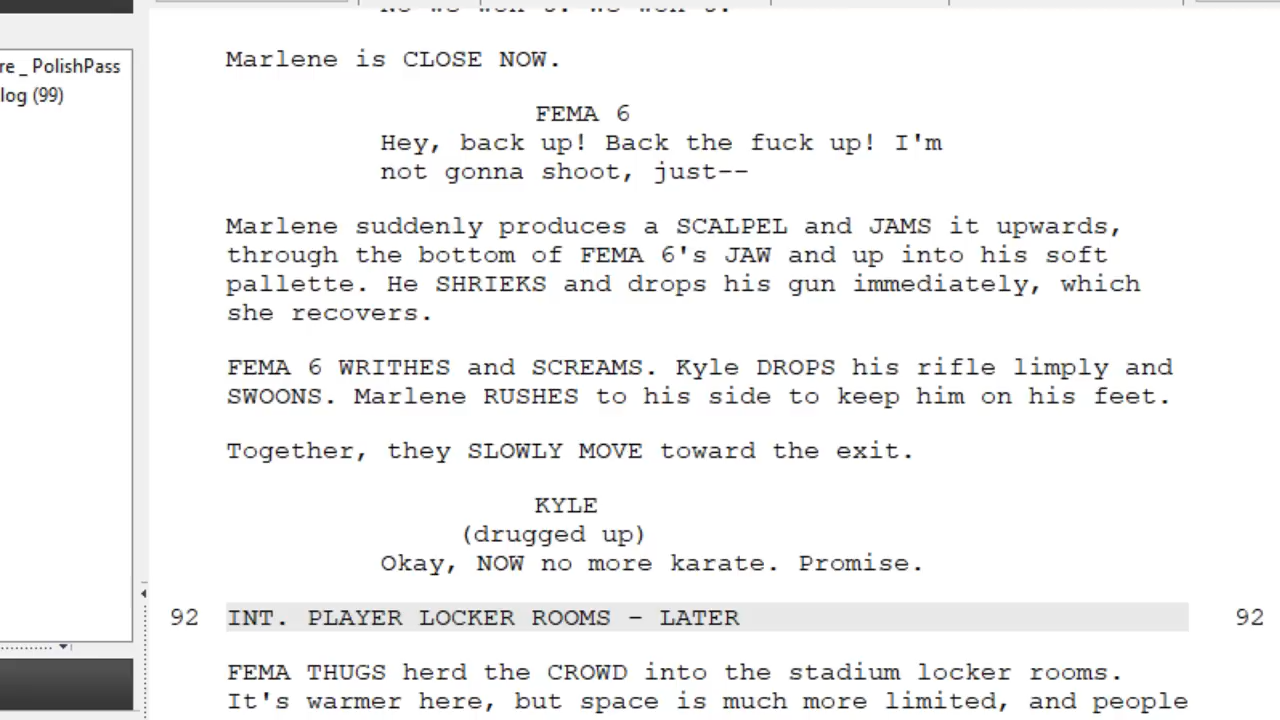 re _ PolishPass
log (99)
Marlene is CLOSE NOW.
FEMA 6
Hey, back up! Back the fuck up! I'm
not gonna shoot, just--
Marlene suddenly produces a SCALPEL and JAMS it upwards,
through the bottom of FEMA 6's JAW and up into his soft
pallette. He SHRIEKS and drops his gun immediately, which
she recovers.
FEMA 6 WRITHES and SCREAMS. Kyle DROPS his rifle limply and
SWOONS. Marlene RUSHES to his side to keep him on his feet.
Together, they SLOWLY MOVE toward the exit.
KYLE
(drugged up)
Okay, NOW no more karate. Promise.
92 INT. PLAYER LOCKER ROOMS - LATER 92
FEMA THUGS herd the CROWD into the stadium locker rooms.
It's warmer here, but space is much more limited, and people